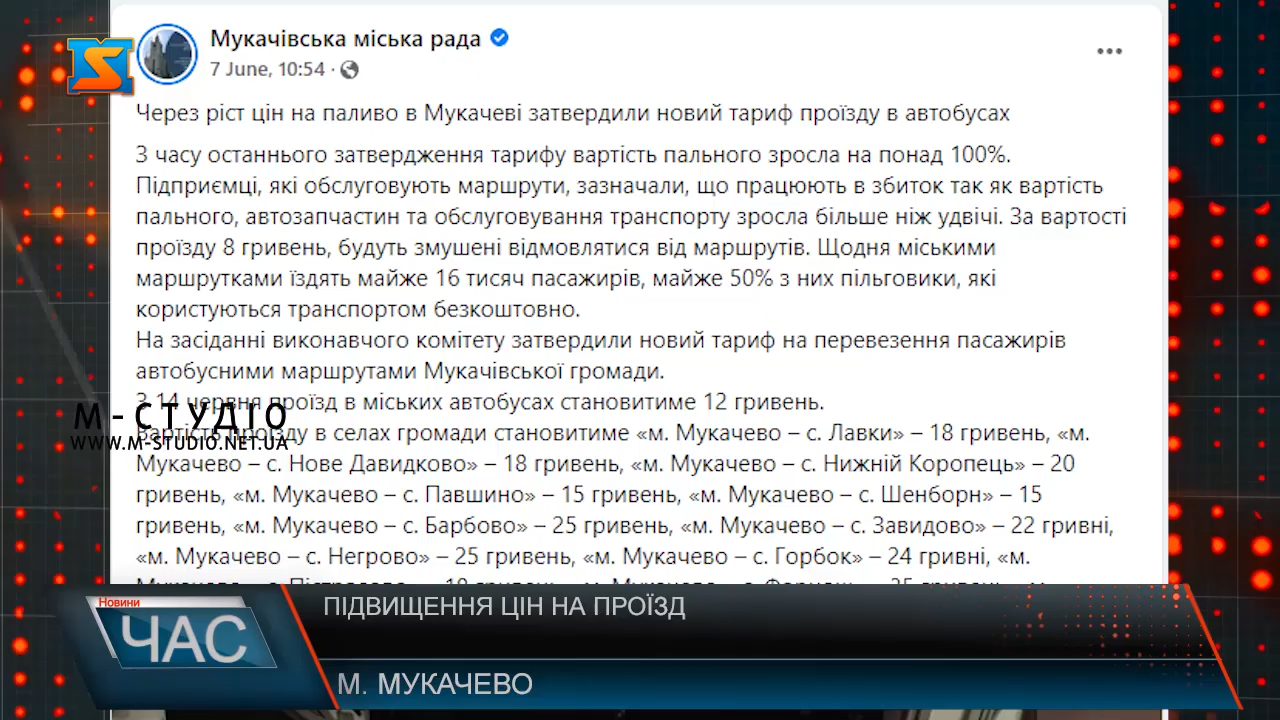 Мукачівська міська рада
7 June, 10:54 ·
Через ріст цін на паливо в Мукачеві затвердили новий тариф проїзду в автобусах
З часу останнього затвердження тарифу вартість пального зросла на понад 100%.
Підприємці, які обслуговують маршрути, зазначали, що працюють в збиток так як вартість
пального, автозапчастин та обслуговування транспорту зросла більше ніж удвічі. За вартості
проїзду 8 гривень, будуть змушені відмовлятися від маршрутів. Щодня міськими
маршрутками їздять майже 16 тисяч пасажирів, майже 50% з них пільговики, які
користуються транспортом безкоштовно.
На засіданні виконавчого комітету затвердили новий тариф на перевезення пасажирів
автобусними маршрутами Мукачівської громади.
З 14 червня проїзд в міських автобусах становитиме 12 гривень.
М-СТУДІО
WWW.M-STUDIO.NET.UA
Вартість проїзду в селах громади становитиме «м. Мукачево – с. Лавки» – 18 гривень, «м.
Мукачево – с. Нове Давидково» – 18 гривень, «м. Мукачево – с. Нижній Коропець» – 20
гривень, «м. Мукачево – с. Павшино» – 15 гривень, «м. Мукачево – с. Шенборн» – 15
гривень, «м. Мукачево – с. Барбово» – 25 гривень, «м. Мукачево – с. Завидово» – 22 гривні,
«м. Мукачево – с. Негрово» – 25 гривень, «м. Мукачево – с. Горбок» – 24 гривні, «м.
Новини
ЧАС
ПІДВИЩЕННЯ ЦІН НА ПРОЇЗД
М. МУКАЧЕВО